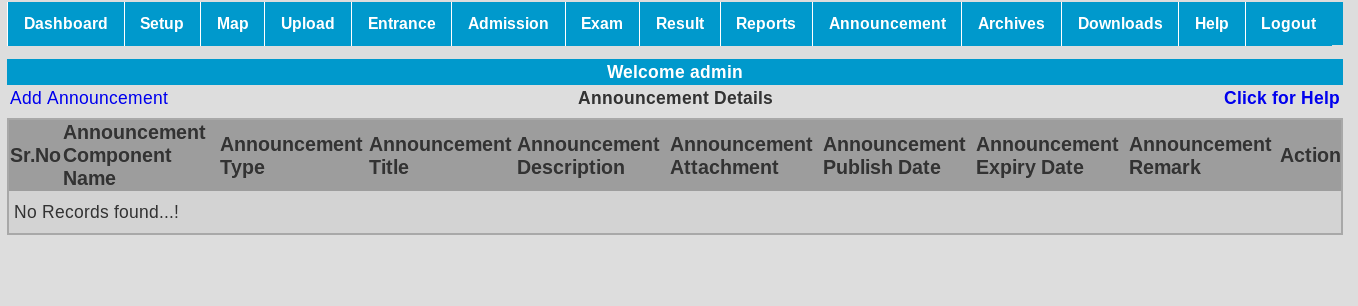 Dashboard Setup Map Upload Entrance Admission Exam Result Reports Announcement Archives Downloads Help Logout
Welcome admin
Add Announcement Announcement Details Click for Help
Sr.No Announcement Component Name Announcement Type Announcement Title Announcement Description Announcement Attachment Announcement Publish Date Announcement Expiry Date Announcement Remark Action
No Records found...!